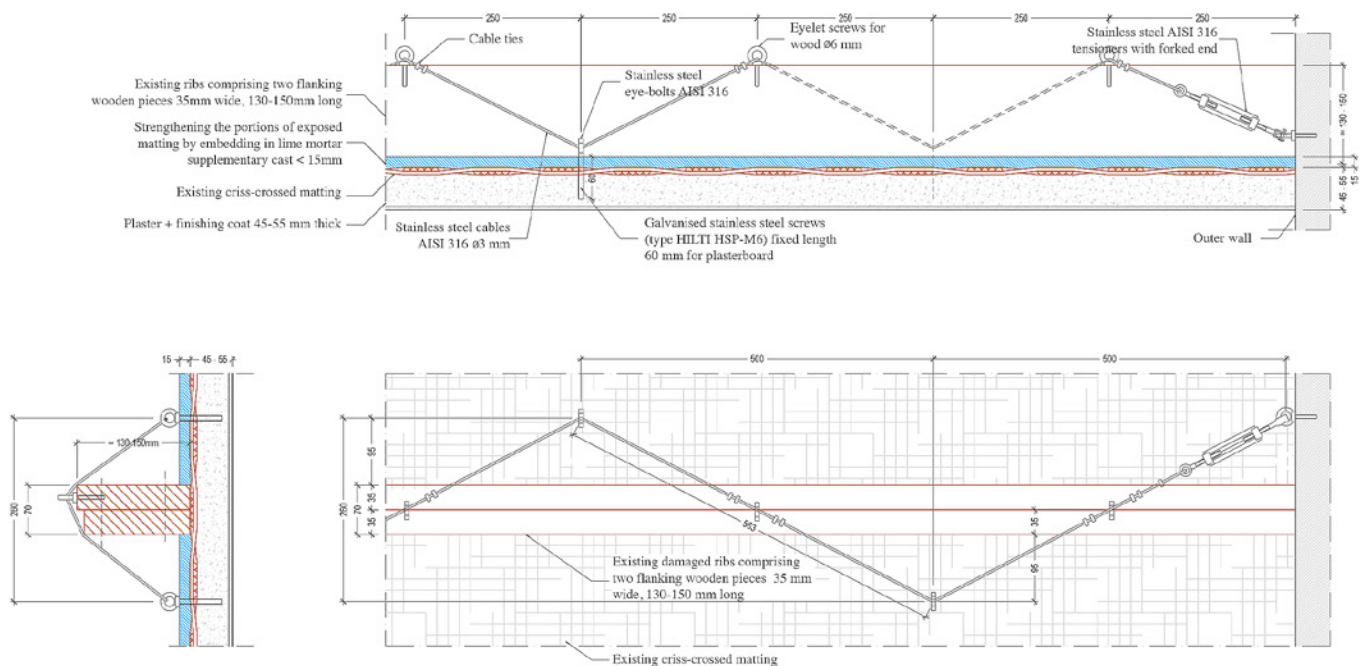 250 250 250 250 250
Cable ties
Eyelet screws for
wood ø6 mm
Stainless steel AISI 316
tensioners with forked end
Stainless steel
eye-bolts AISI 316
Existing ribs comprising two flanking
wooden pieces 35mm wide, 130-150mm long
Strengthening the portions of exposed
matting by embedding in lime mortar
supplementary cast < 15mm
Existing criss-crossed matting
Plaster + finishing coat 45-55 mm thick
Stainless steel cables
AISI 316 ø3 mm
60
Galvanised stainless steel screws
(type HILTI HSP-M6) fixed length
60 mm for plasterboard
Outer wall
45 - 55
15
15 45 - 55
≈ 130-150mm
260
70
500 500
95
35
35
70
260
563
35
95
Existing damaged ribs comprising
two flanking wooden pieces 35 mm
wide, 130-150 mm long
Existing criss-crossed matting